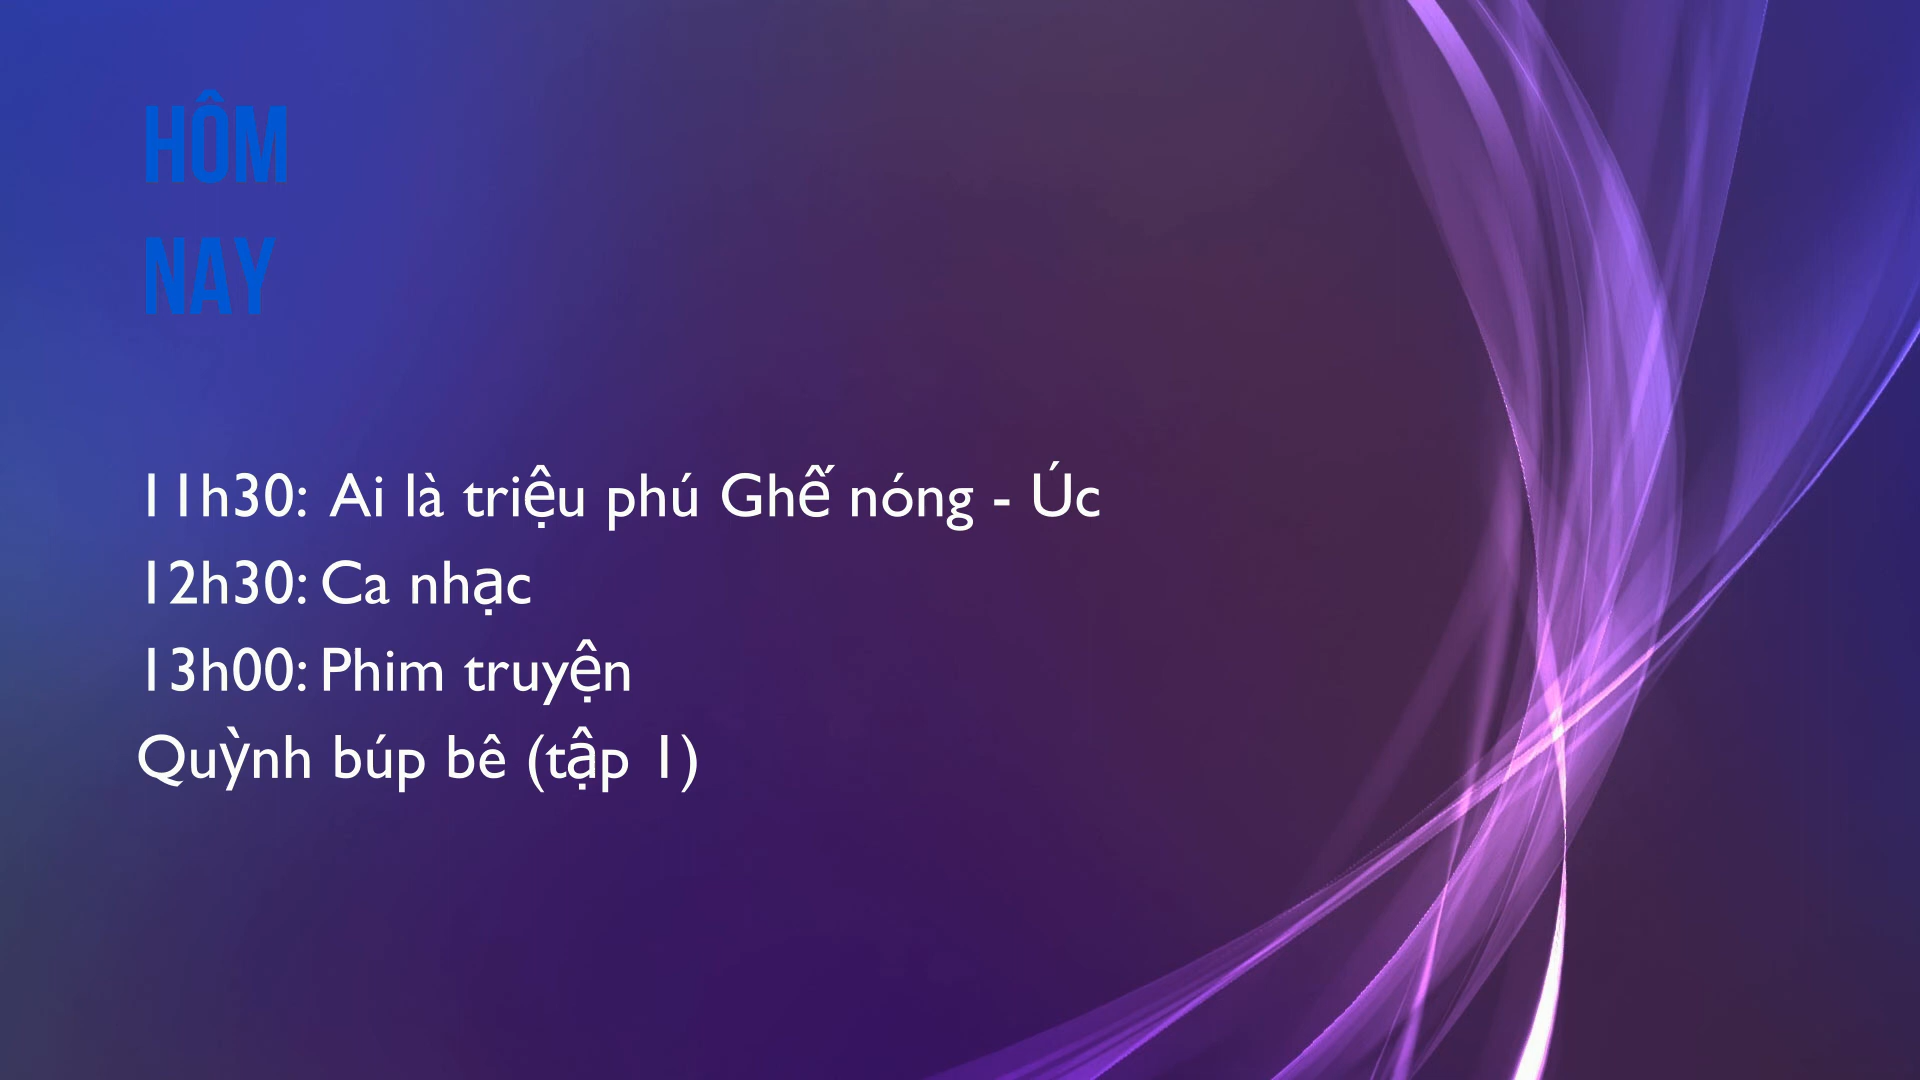 HÔM
NAY
11h30: Ai là triệu phú Ghế nóng - Úc
12h30: Ca nhạc
13h00: Phim truyện
Quỳnh búp bê (tập 1)